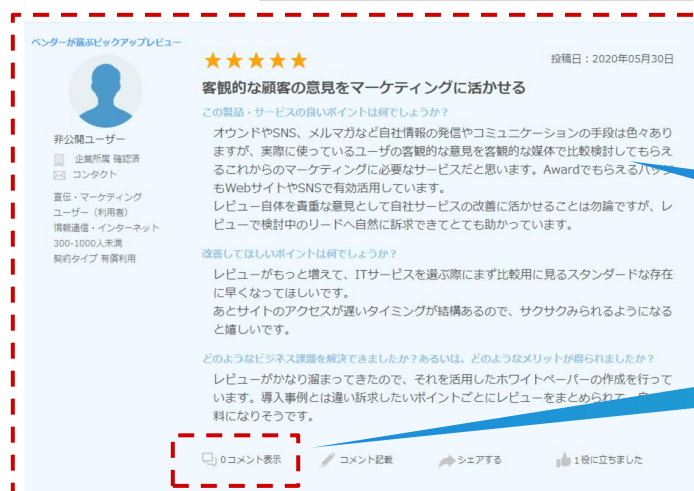 ベンダーが選ぶピックアップレビュー
投稿日：2020年05月30日
客観的な顧客の意見をマーケティングに活かせる
この製品・サービスの良いポイントは何でしょうか？
オウンドやSNS、メルマガなど自社情報の発信やコミュニケーションの手段は色々あり
ますが、実際に使っているユーザの客観的な意見を客観的な媒体で比較検討してもらえ
るこれからのマーケティングに必要なサービスだと思います。Awardでもらえるバッジ
もWebサイトやSNSで有効活用しています。
レビュー自体を貴重な意見として自社サービスの改善に活かせることは勿論ですが、レ
ビューで検討中のリードへ自然に訴求できてとても助かっています。
非公開ユーザー
企業所属 確認済
コンタクト
宣伝・マーケティング
ユーザー（利用者）
情報通信・インターネット
300-1000人未満
契約タイプ 有償利用
改善してほしいポイントは何でしょうか？
レビューがもっと増えて、ITサービスを選ぶ際にまず比較用に見るスタンダードな存在
に早くなってほしいです。
あとサイトのアクセスが遅いタイミングが結構あるので、サクサクみられるようになる
と嬉しいです。
どのようなビジネス課題を解決できましたか？あるいは、どのようなメリットが得られましたか？
レビューがかなり溜まってきたので、それを活用したホワイトペーパーの作成を行って
います。導入事例とは違い訴求したいポイントごとにレビューをまとめられて、
料になりそうです。
0コメント表示
コメント記載
シェアする
1役に立ちました